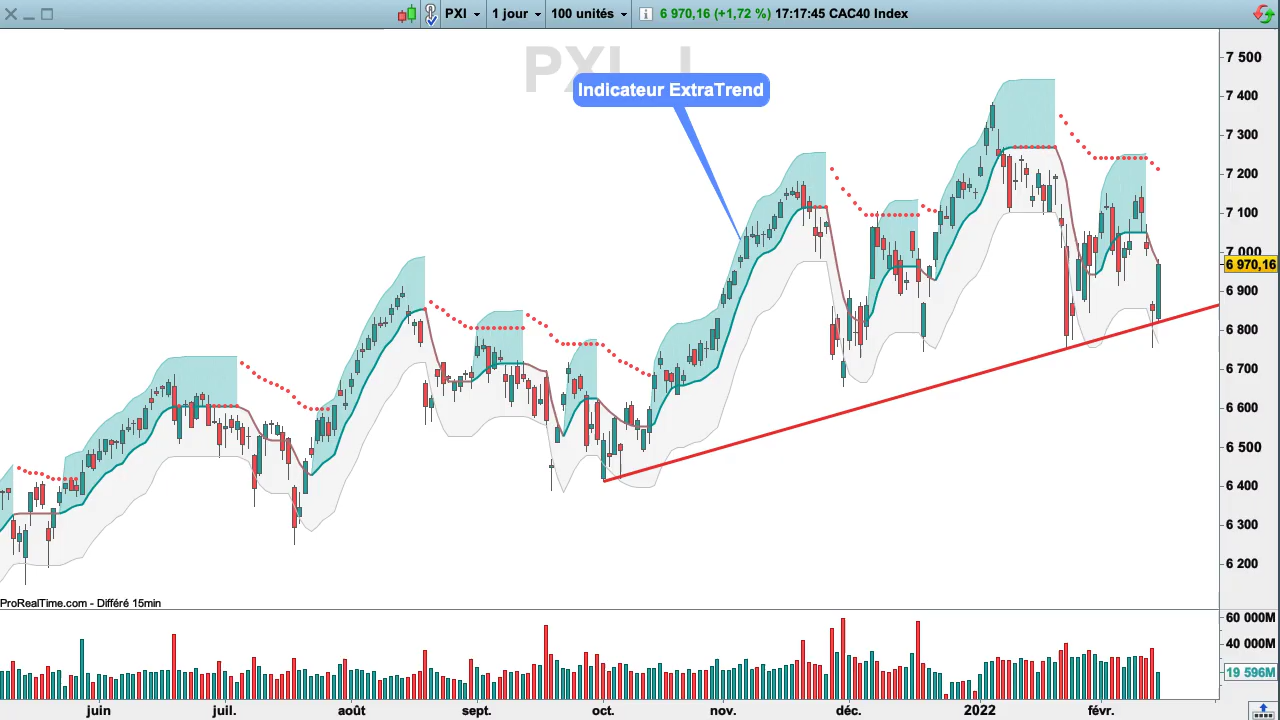 PXI 1 jour 100 unités 6 970,16 (+1,72 %) 17:17:45 CAC40 Index
Indicateur ExtraTrend
7 500
7 400
7 300
7 200
7 100
7 000
6 970,16
6 900
6 800
6 700
6 600
6 500
6 400
6 300
6 200
ProRealTime.com - Différé 15min
60 000M
40 000M
19 596M
juin juil. août sept. oct. nov. déc. 2022 févr.